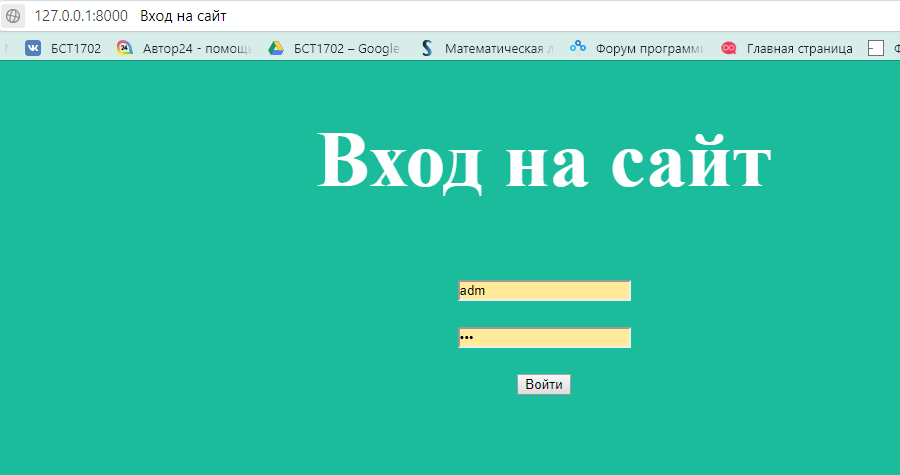 127.0.0.1:8000 Вход на сайт
БСТ1702 Автор24 - помощ БСТ1702 – Google Математическая Форум программи Главная страница
Вход на сайт
adm
•••
Войти